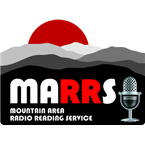 MARRS
MOUNTAIN AREA
RADIO READING SERVICE